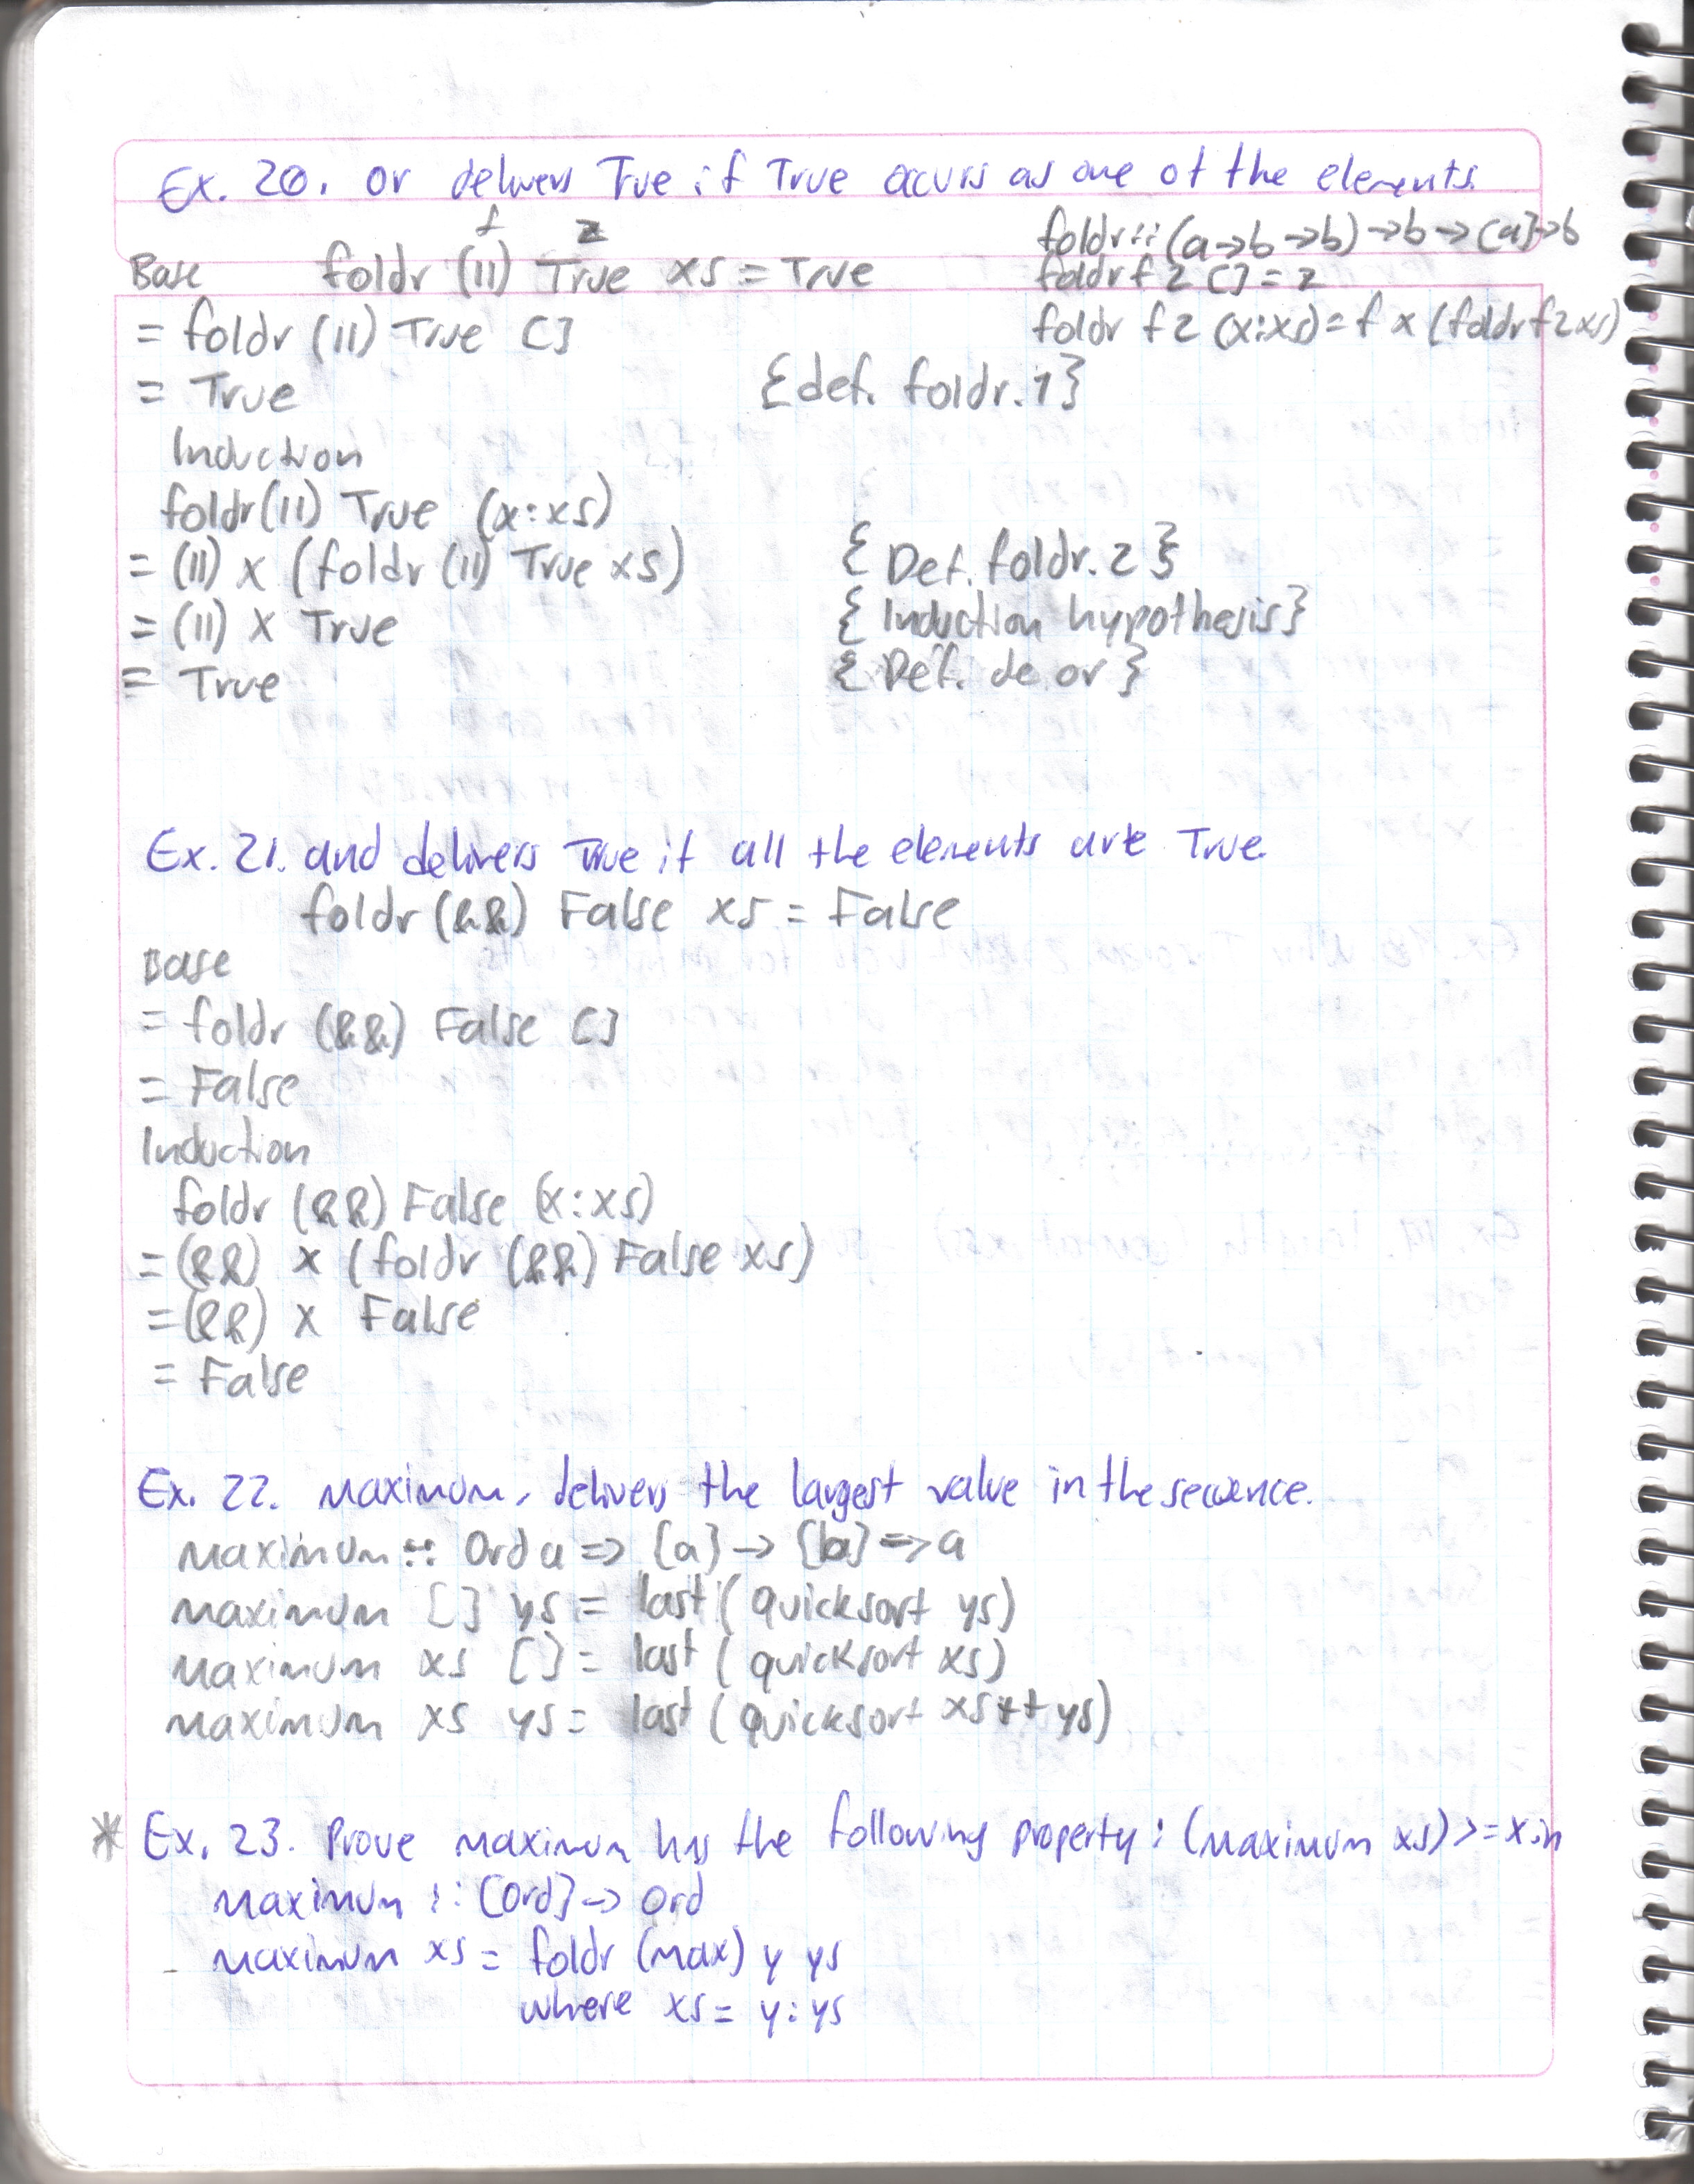 Ex. 20. or delivers True if True occurs as one of the elements.
f z
foldr :: (a->b->b)->b->[a]->b
Base foldr (||) True xs = True
foldr f z [] = z
= foldr (||) True []
foldr f z (x:xs) = f x (foldr f z xs)
= True {def. foldr.1}
Induction
foldr (||) True (x:xs)
= (||) x (foldr (||) True xs) { Def. foldr. 2 }
= (||) x True { Induction hypothesis}
= True { Def. de or }
Ex. 21. and delivers True if all the elements are True.
foldr (&&) False xs = False
Base
= foldr (&&) False []
= False
Induction
foldr (&&) False (x:xs)
= (&&) x (foldr (&&) False xs)
= (&&) x False
= False
Ex. 22. maximum, delivers the largest value in the secuence.
maximum :: Ord a => [a] -> [a] => a
maximum [] ys = last (quicksort ys)
maximum xs [] = last (quicksort xs)
maximum xs ys = last (quicksort xs ++ ys)
* Ex. 23. Prove maximum has the following property: (maximum xs) >= x in
maximum :: [Ord] -> Ord
maximum xs = foldr (max) y ys
where xs = y:ys